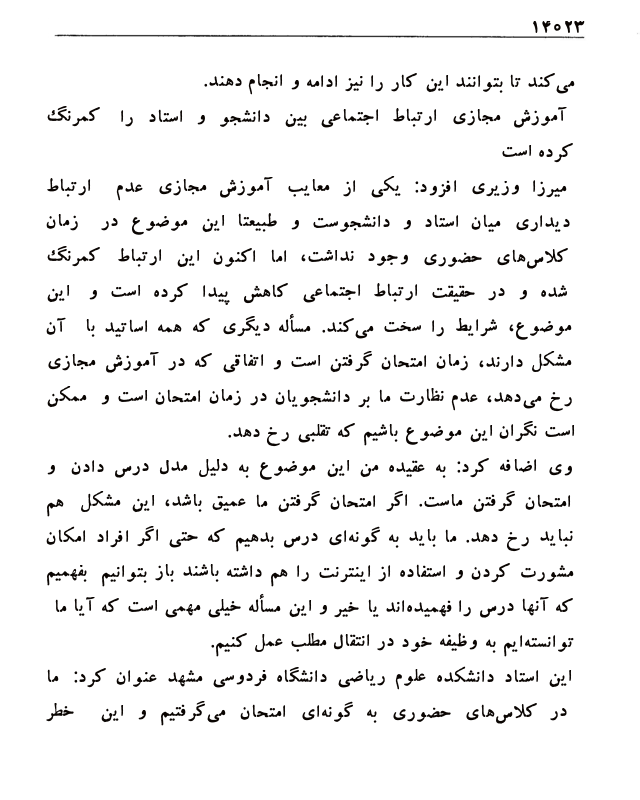 ۱۴۰۲۳
می‌کند تا بتوانند این کار را نیز ادامه و انجام دهند.
آموزش مجازی ارتباط اجتماعی بین دانشجو و استاد را کمرنگ
کرده است
میرزا وزیری افزود: یکی از معایب آموزش مجازی عدم ارتباط
دیداری میان استاد و دانشجوست و طبیعتا این موضوع در زمان
کلاس‌های حضوری وجود نداشت، اما اکنون این ارتباط کمرنگ
شده و در حقیقت ارتباط اجتماعی کاهش پیدا کرده است و این
موضوع، شرایط را سخت می‌کند. مسأله دیگری که همه اساتید با آن
مشکل دارند، زمان امتحان گرفتن است و اتفاقی که در آموزش مجازی
رخ می‌دهد، عدم نظارت ما بر دانشجویان در زمان امتحان است و ممکن
است نگران این موضوع باشیم که تقلبی رخ دهد.
وی اضافه کرد: به عقیده من این موضوع به دلیل مدل درس دادن و
امتحان گرفتن ماست. اگر امتحان گرفتن ما عمیق باشد، این مشکل هم
نباید رخ دهد. ما باید به گونه‌ای درس بدهیم که حتی اگر افراد امکان
مشورت کردن و استفاده از اینترنت را هم داشته باشند باز بتوانیم بفهمیم
که آنها درس را فهمیده‌اند یا خیر و این مسأله خیلی مهمی است که آیا ما
توانسته‌ایم به وظیفه خود در انتقال مطلب عمل کنیم.
این استاد دانشکده علوم ریاضی دانشگاه فردوسی مشهد عنوان کرد: ما
در کلاس‌های حضوری به گونه‌ای امتحان می‌گرفتیم و این خطر